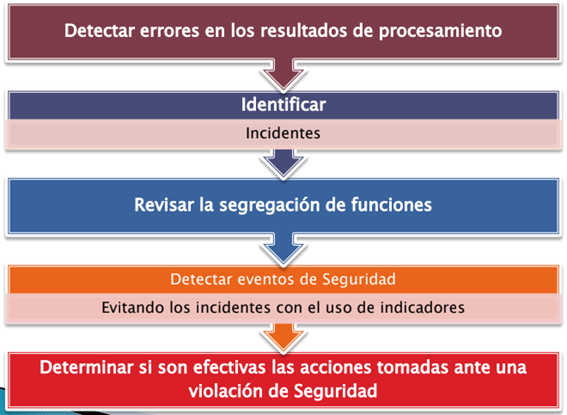 Detectar errores en los resultados de procesamiento
Identificar
Incidentes
Revisar la segregación de funciones
Detectar eventos de Seguridad
Evitando los incidentes con el uso de indicadores
Determinar si son efectivas las acciones tomadas ante una
violación de Seguridad